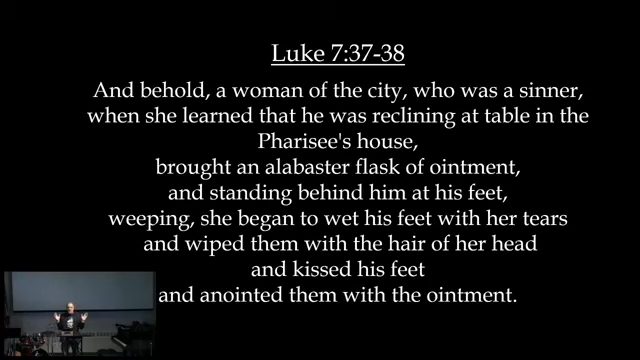 Luke 7:37-38
And behold, a woman of the city, who was a sinner,
when she learned that he was reclining at table in the
Pharisee's house,
brought an alabaster flask of ointment,
and standing behind him at his feet,
weeping, she began to wet his feet with her tears
and wiped them with the hair of her head
and kissed his feet
and anointed them with the ointment.